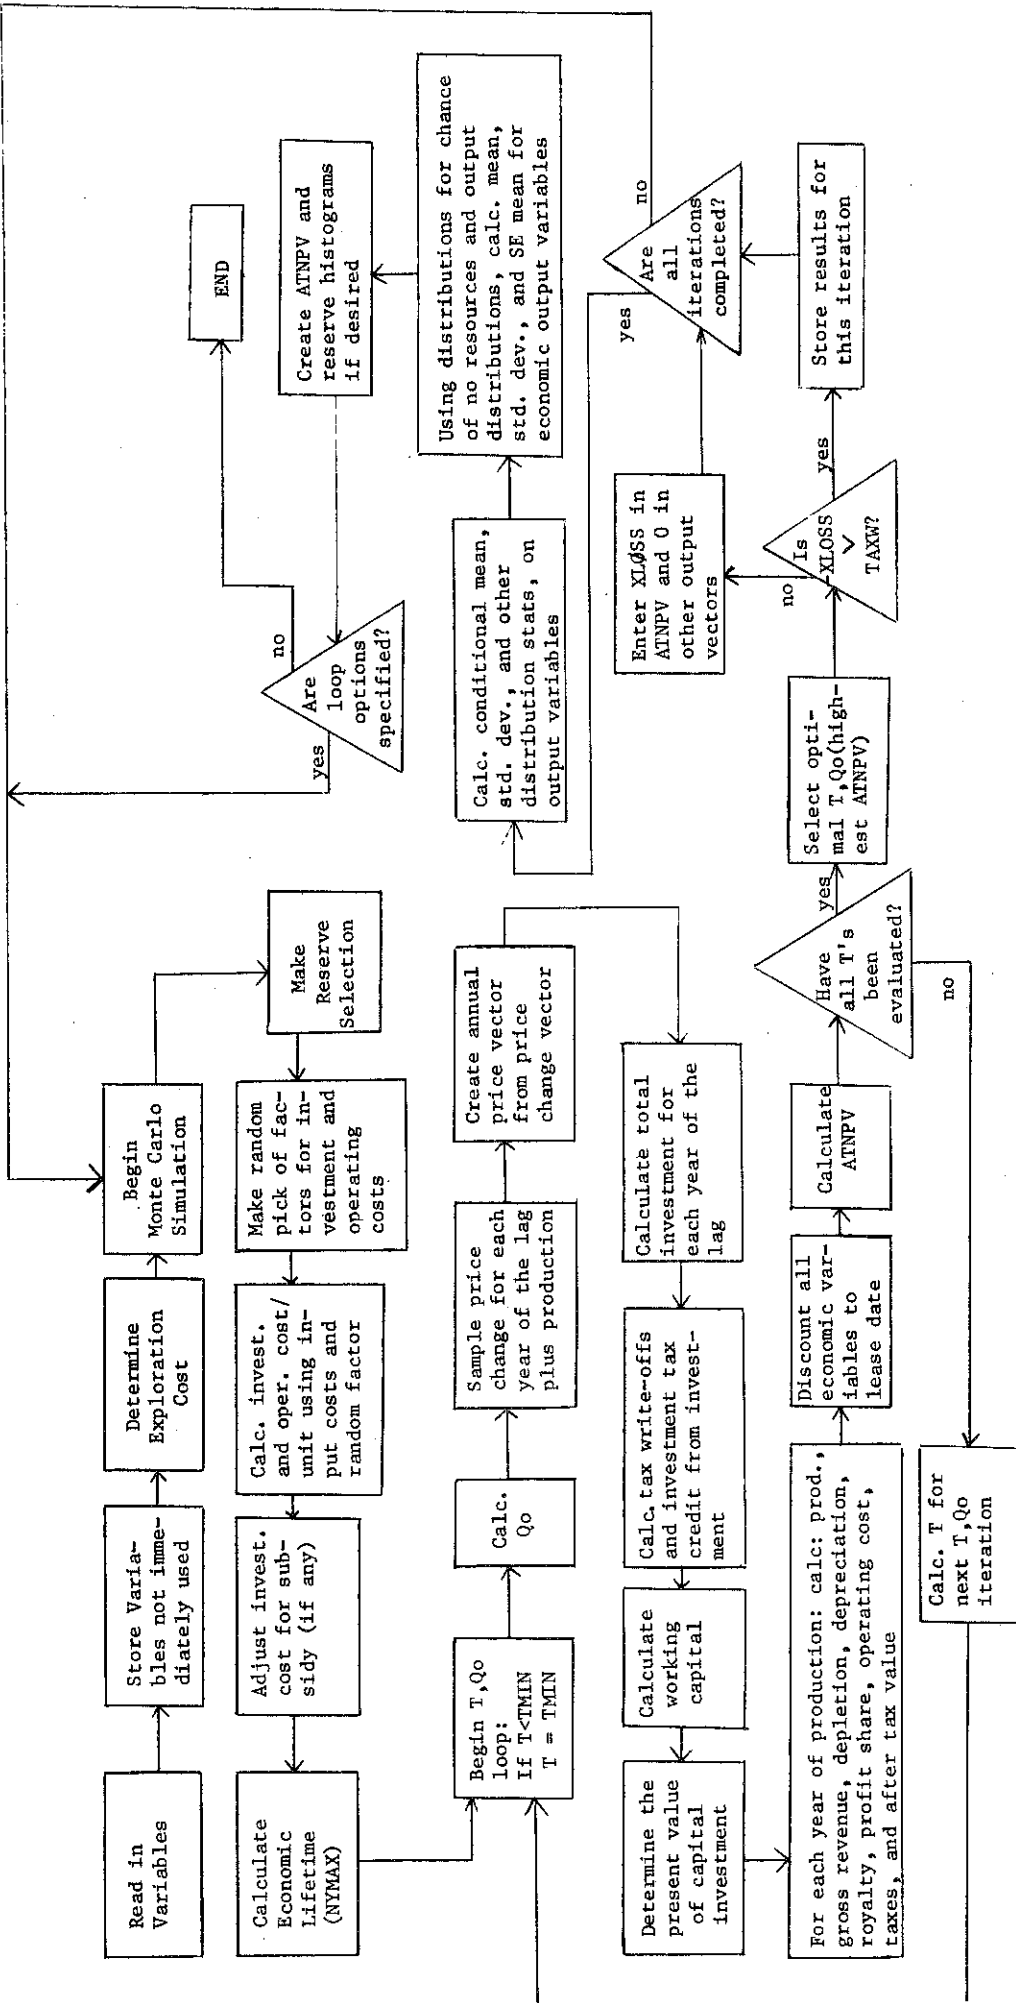 Read in
Variables
Store Varia-
bles not imme-
diately used
Determine
Exploration
Cost
Begin
Monte Carlo
Simulation
Make
Reserve
Selection
Make random
pick of fac-
tors for in-
vestment and
operating
costs
Calc. invest.
and oper. cost/
unit using in-
put costs and
random factor
Adjust invest.
cost for sub-
sidy (if any)
Calculate
Economic
Lifetime
(NYMAX)
Begin T,Qo
loop:
If T<TMIN
T = TMIN
Calc.
Qo
Sample price
change for each
year of the lag
plus production
Create annual
price vector
from price
change vector
Calculate total
investment for
each year of the
lag
Calc.tax write-offs
and investment tax
credit from invest-
ment
Calculate
working
capital
Determine the
present value
of capital
investment
For each year of production: calc: prod.,
gross revenue, depletion, depreciation,
royalty, profit share, operating cost,
taxes, and after tax value
Discount all
economic var-
iables to
lease date
Calculate
ATNPV
Have
all T's
been
evaluated?
no
yes
Calc. T for
next T,Qo
iteration
Select opti-
mal T,Qo(high-
est ATNPV)
Is
-XLOSS
>
TAXW?
no
yes
Enter XLØSS in
ATNPV and 0 in
other output
vectors
Store results for
this iteration
Are
all
iterations
completed?
yes
no
Calc. conditional mean,
std. dev., and other
distribution stats, on
output variables
Using distributions for chance
of no resources and output
distributions, calc. mean,
std. dev., and SE mean for
economic output variables
Create ATNPV and
reserve histograms
if desired
Are
loop
options
specified?
yes
no
END